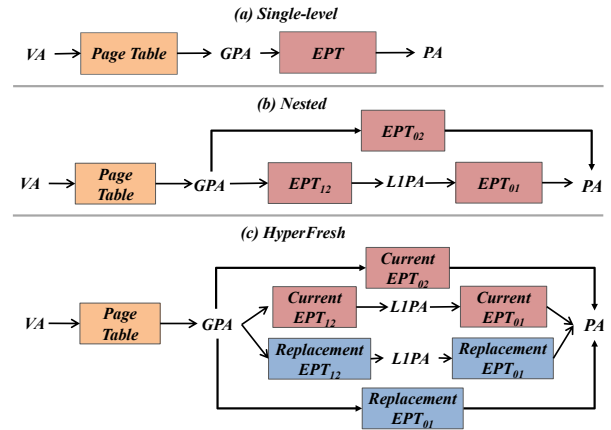 (a) Single-level
VA
Page Table
GPA
EPT
PA
(b) Nested
EPT02
VA
Page
Table
GPA
EPT12
L1PA
EPT01
PA
(c) HyperFresh
Current
EPT02
VA
Page
Table
GPA
Current
EPT12
L1PA
Current
EPT01
PA
Replacement
EPT12
L1PA
Replacement
EPT01
Replacement
EPT01